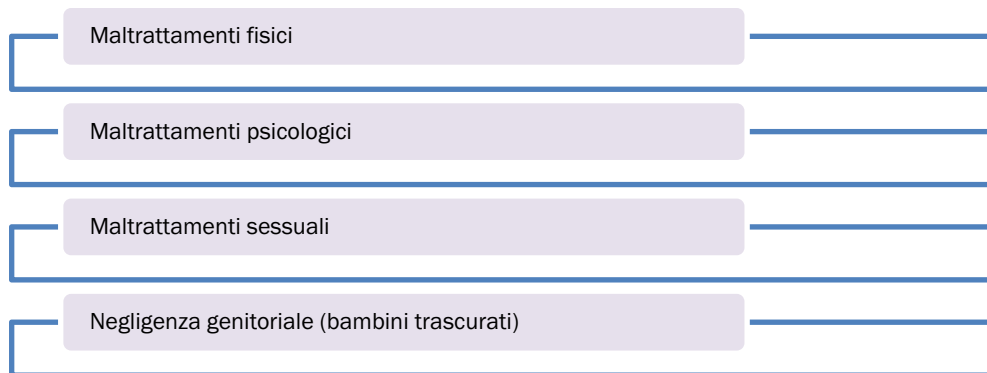 Maltrattamenti fisici
Maltrattamenti psicologici
Maltrattamenti sessuali
Negligenza genitoriale (bambini trascurati)